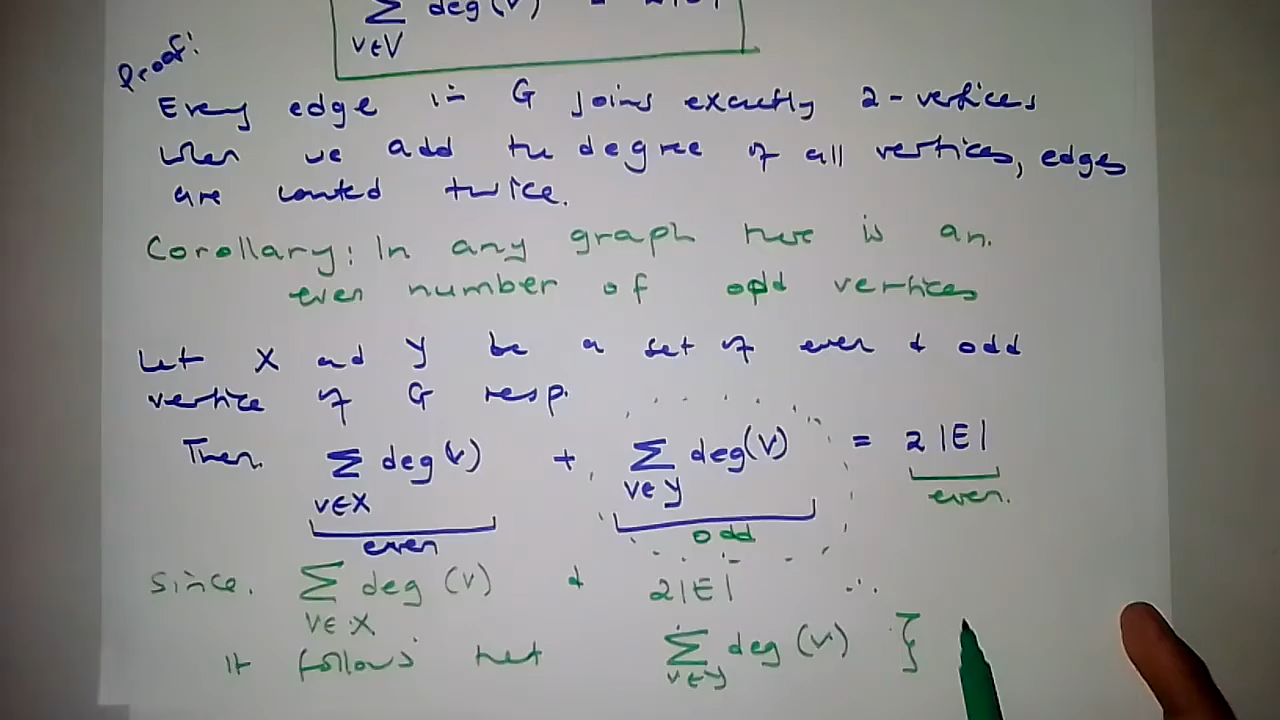 ∑ deg(v)
v∈V
Proof:
Every edge in G joins exactly 2-vertices
when we add the degree of all vertices, edges
are counted twice.
Corollary: In any graph there is an
even number of odd vertices
Let X and Y be a set of even & odd
vertice of G resp.
Then ∑ deg(v) + ∑ deg(v) = 2|E|
v∈X v∈Y even.
even odd
Since. ∑ deg(v) & 2|E| ∴
v∈X
It follows that ∑ deg(v) }
v∈Y